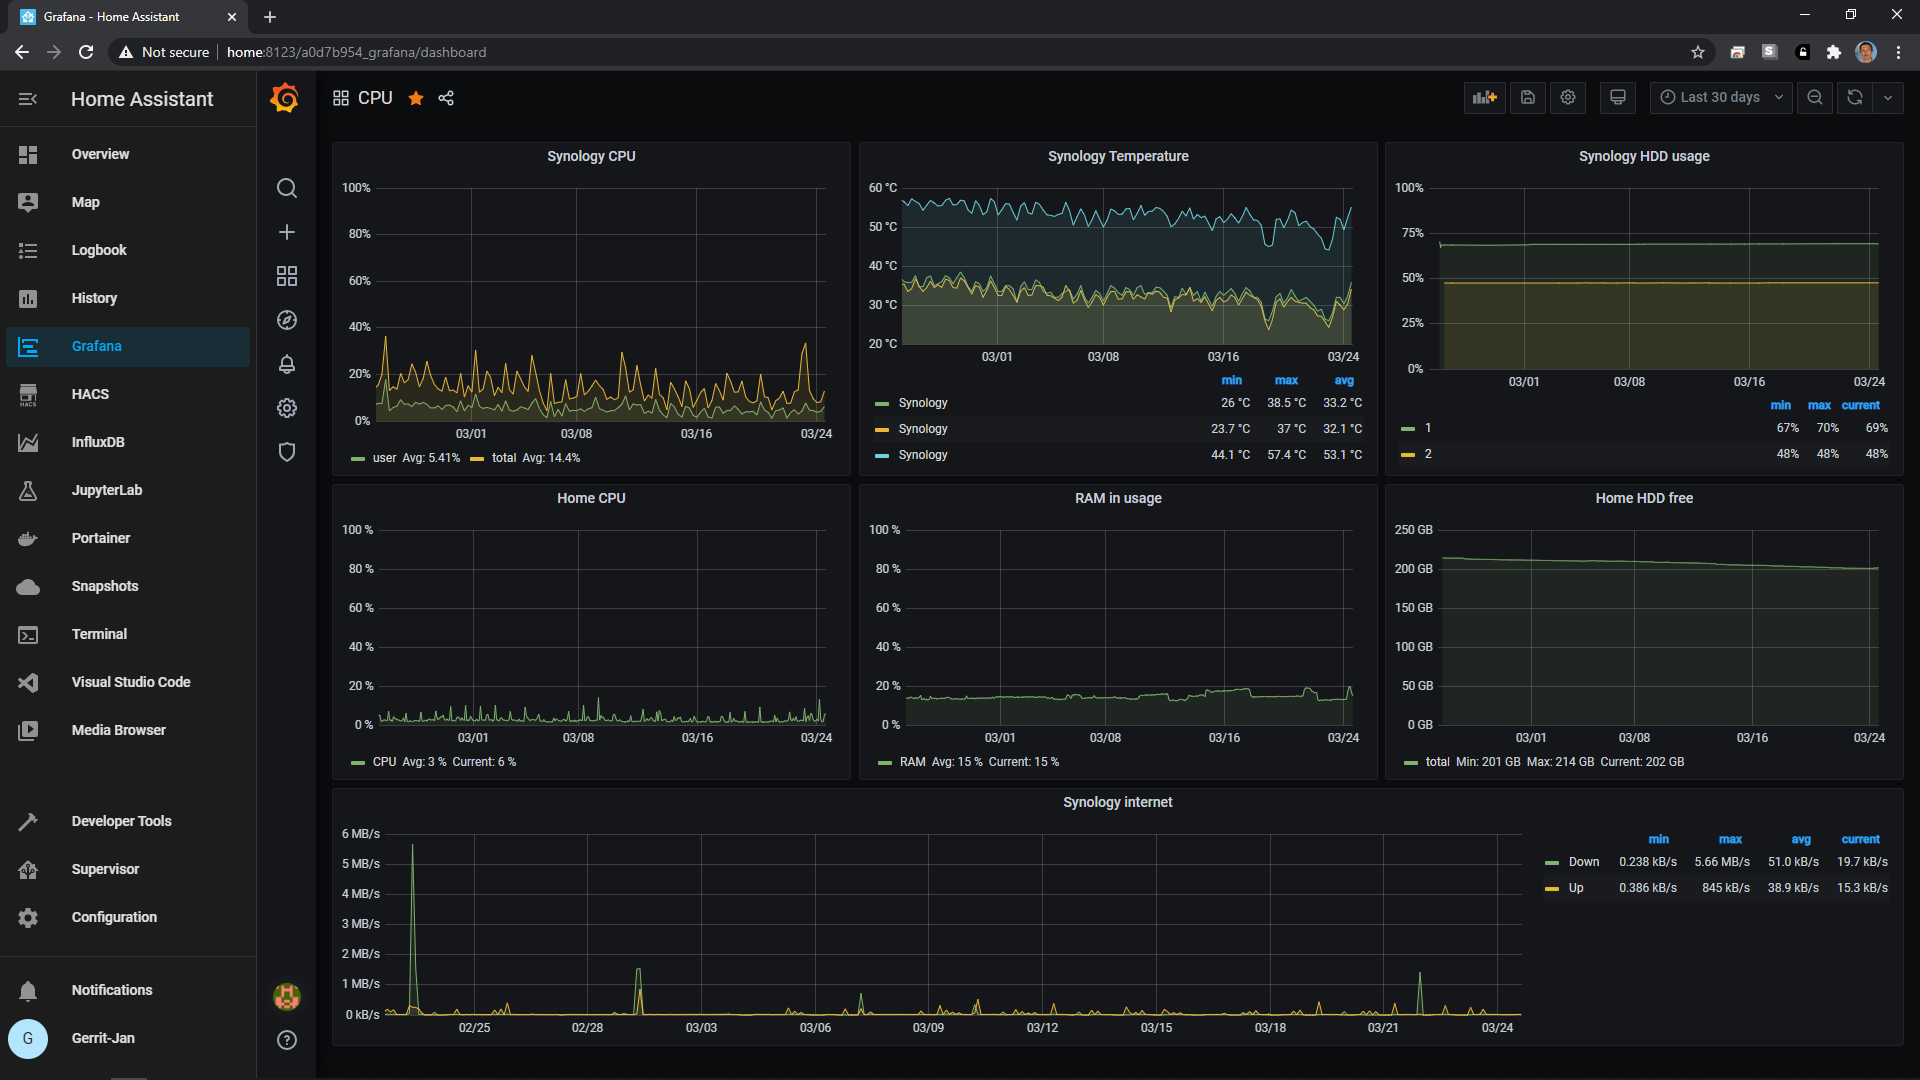 Grafana - Home Assistant
Not secure
home:8123/a0d7b954_grafana/dashboard
Home Assistant
Overview
Map
Logbook
History
Grafana
HACS
HACS
InfluxDB
JupyterLab
Portainer
Snapshots
Terminal
Visual Studio Code
Media Browser
Developer Tools
Supervisor
Configuration
Notifications
G
Gerrit-Jan
CPU
Last 30 days
Synology CPU
100%
80%
60%
40%
20%
0%
03/01 03/08 03/16 03/24
user Avg: 5.41% total Avg: 14.4%
Synology Temperature
60 °C
50 °C
40 °C
30 °C
20 °C
03/01 03/08 03/16 03/24
min max avg
Synology 26 °C 38.5 °C 33.2 °C
Synology 23.7 °C 37 °C 32.1 °C
Synology 44.1 °C 57.4 °C 53.1 °C
Synology HDD usage
100%
75%
50%
25%
0%
03/01 03/08 03/16 03/24
min max current
1 67% 70% 69%
2 48% 48% 48%
Home CPU
100 %
80 %
60 %
40 %
20 %
0 %
03/01 03/08 03/16 03/24
CPU Avg: 3 % Current: 6 %
RAM in usage
100 %
80 %
60 %
40 %
20 %
0 %
03/01 03/08 03/16 03/24
RAM Avg: 15 % Current: 15 %
Home HDD free
250 GB
200 GB
150 GB
100 GB
50 GB
0 GB
03/01 03/08 03/16 03/24
total Min: 201 GB Max: 214 GB Current: 202 GB
Synology internet
6 MB/s
5 MB/s
4 MB/s
3 MB/s
2 MB/s
1 MB/s
0 kB/s
02/25 02/28 03/03 03/06 03/09 03/12 03/15 03/18 03/21 03/24
min max avg current
Down 0.238 kB/s 5.66 MB/s 51.0 kB/s 19.7 kB/s
Up 0.386 kB/s 845 kB/s 38.9 kB/s 15.3 kB/s